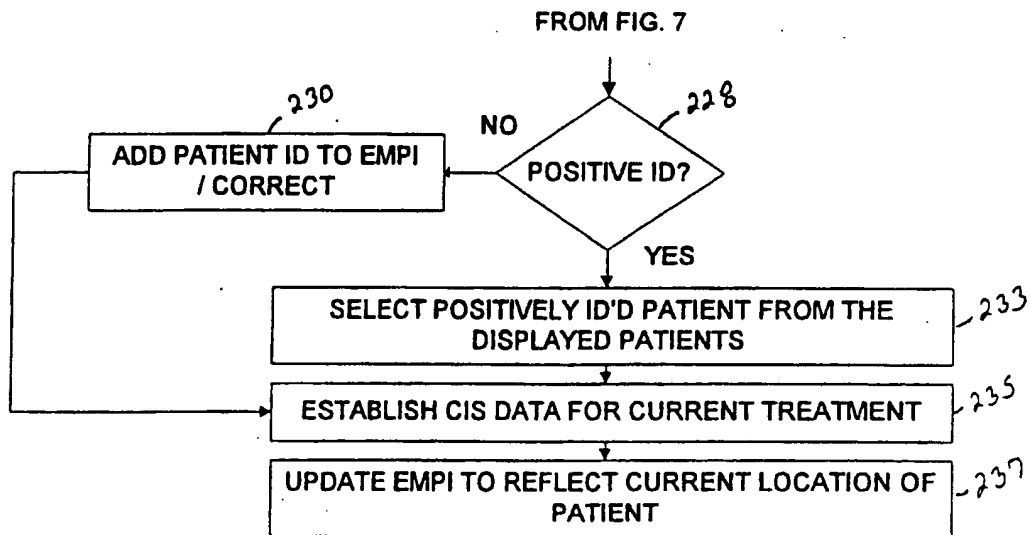 FROM FIG. 7
228
230
NO
ADD PATIENT ID TO EMPI
/ CORRECT
POSITIVE ID?
YES
SELECT POSITIVELY ID'D PATIENT FROM THE
DISPLAYED PATIENTS
233
ESTABLISH CIS DATA FOR CURRENT TREATMENT
235
UPDATE EMPI TO REFLECT CURRENT LOCATION OF
PATIENT
237